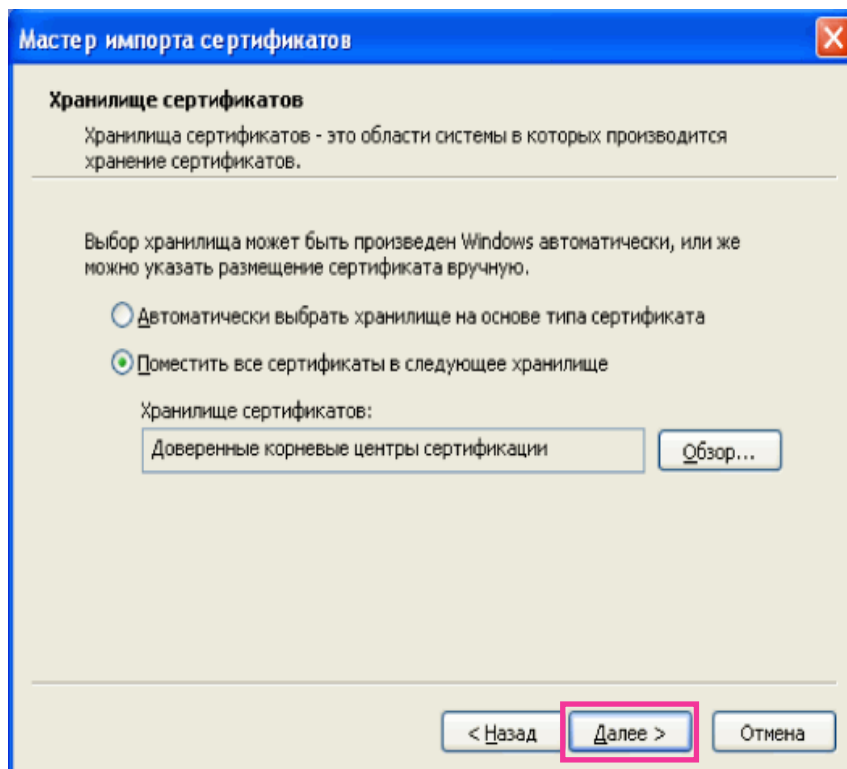 Мастер импорта сертификатов
Хранилище сертификатов
Хранилища сертификатов - это области системы в которых производится
хранение сертификатов.
Выбор хранилища может быть произведен Windows автоматически, или же
можно указать размещение сертификата вручную.
Автоматически выбрать хранилище на основе типа сертификата
Поместить все сертификаты в следующее хранилище
Хранилище сертификатов:
Доверенные корневые центры сертификации
Обзор...
< Назад
Далее >
Отмена